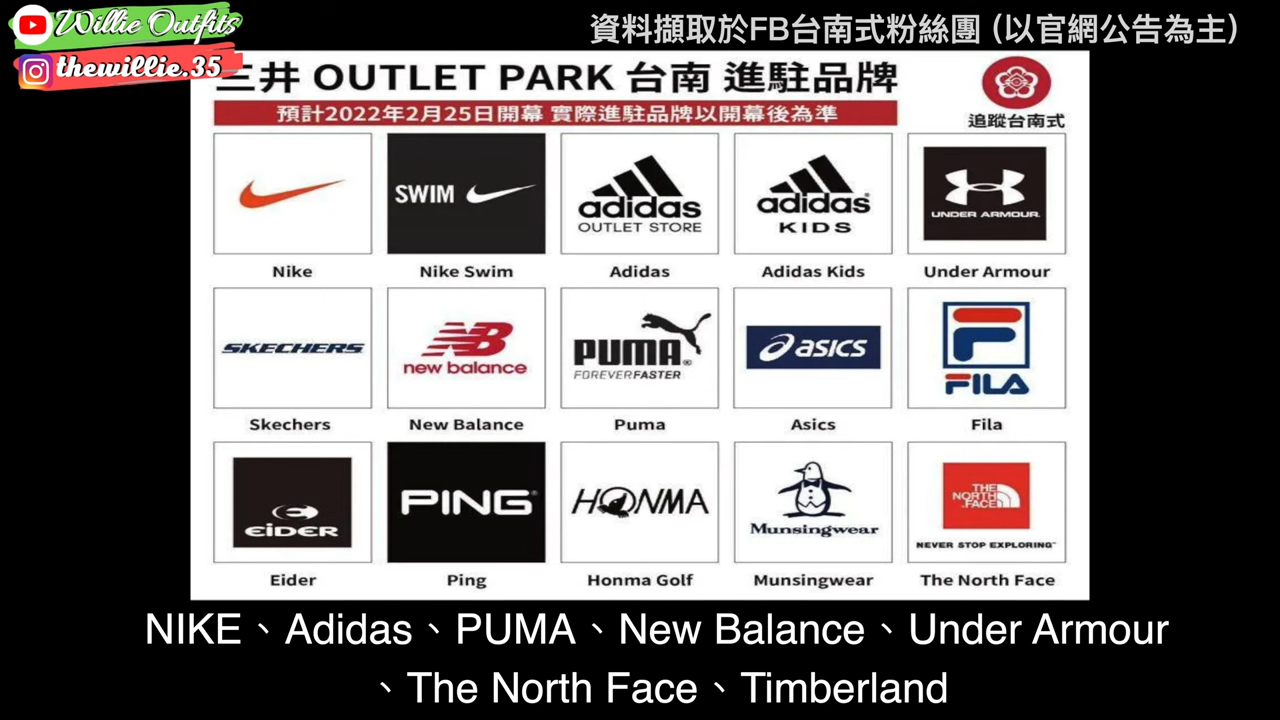 Willie Outfits
thewillie.35
資料擷取於FB台南式粉絲團(以官網公告為主)
三井 OUTLET PARK 台南 進駐品牌
預計2022年2月25日開幕 實際進駐品牌以開幕後為準
追蹤台南式
SWIM
adidas
OUTLET STORE
adidas
KIDS
UNDER ARMOUR
Nike
Nike Swim
Adidas
Adidas Kids
Under Armour
SKECHERS
NB
new balance
PUMA
FOREVER FASTER
asics
F
FILA
Skechers
New Balance
Puma
Asics
Fila
EIDER
PING
HONMA
Munsingwear
THE
NORTH
FACE
NEVER STOP EXPLORING
Eider
Ping
Honma Golf
Munsingwear
The North Face
NIKE、Adidas、PUMA、New Balance、Under Armour
、The North Face、Timberland